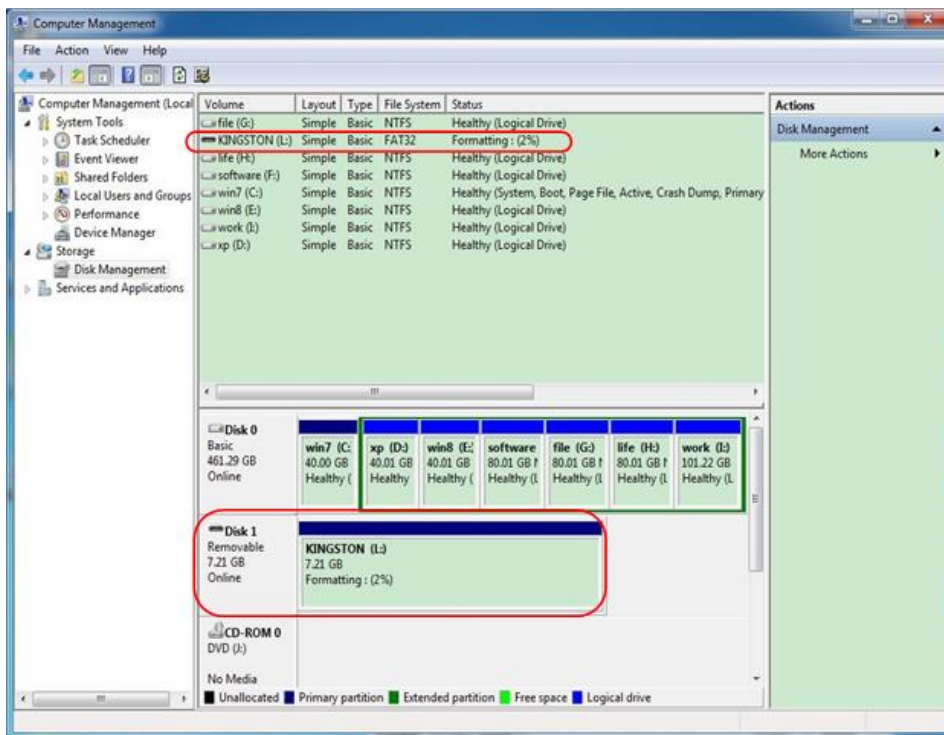 Computer Management
File Action View Help
Computer Management (Local
System Tools
Task Scheduler
Event Viewer
Shared Folders
Local Users and Groups
Performance
Device Manager
Storage
Disk Management
Services and Applications
Volume Layout Type File System Status
file (G:) Simple Basic NTFS Healthy (Logical Drive)
KINGSTON (L:) Simple Basic FAT32 Formatting : (2%)
life (H:) Simple Basic NTFS Healthy (Logical Drive)
software (F:) Simple Basic NTFS Healthy (Logical Drive)
win7 (C:) Simple Basic NTFS Healthy (System, Boot, Page File, Active, Crash Dump, Primary
win8 (E:) Simple Basic NTFS Healthy (Logical Drive)
work (I:) Simple Basic NTFS Healthy (Logical Drive)
xp (D:) Simple Basic NTFS Healthy (Logical Drive)
Disk 0
Basic
461.29 GB
Online
win7 (C: xp (D:) win8 (E: software file (G:) life (H:) work (I:)
40.00 GB 40.01 GB 40.01 GB 80.01 GB 80.01 GB 80.01 GB 101.22 GB
Healthy ( Healthy Healthy ( Healthy (L Healthy (L Healthy (L Healthy (L
Disk 1
Removable
7.21 GB
Online
KINGSTON (L:)
7.21 GB
Formatting : (2%)
CD-ROM 0
DVD (J:)
No Media
Unallocated Primary partition Extended partition Free space Logical drive
Actions
Disk Management
More Actions